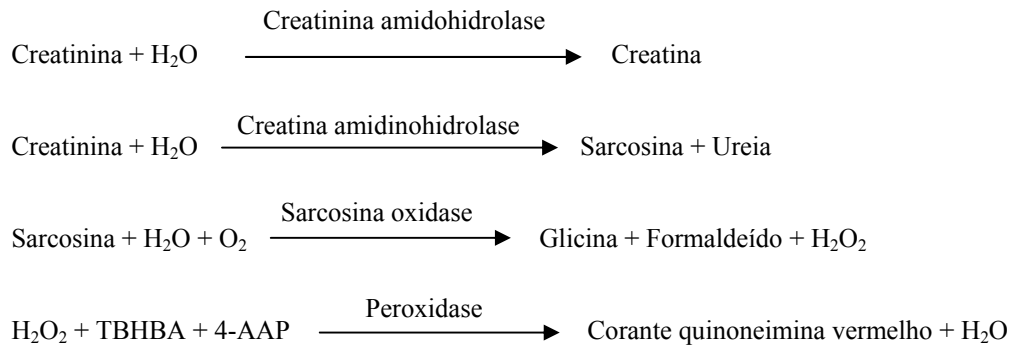 Creatinina amidohidrolase
Creatinina + H₂O Creatina
Creatina amidinohidrolase
Creatinina + H₂O Sarcosina + Ureia
Sarcosina oxidase
Sarcosina + H₂O + O₂ Glicina + Formaldeído + H₂O₂
Peroxidase
H₂O₂ + TBHBA + 4-AAP Corante quinoneimina vermelho + H₂O